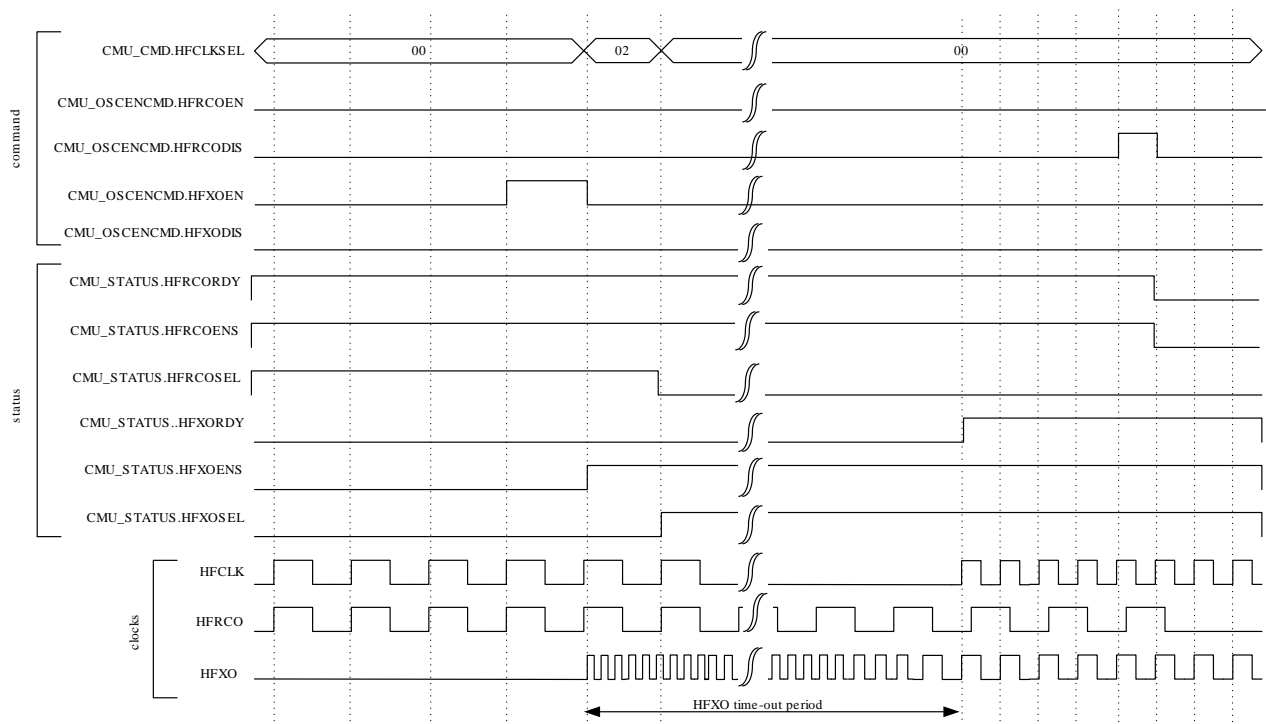 CMU_CMD.HFCLKSEL 00 02 00
command
CMU_OSCENCMD.HFRCOEN
CMU_OSCENCMD.HFRCODIS
CMU_OSCENCMD.HFXOEN
CMU_OSCENCMD.HFXODIS
status
CMU_STATUS.HFRCORDY
CMU_STATUS.HFRCOENS
CMU_STATUS.HFRCOSEL
CMU_STATUS..HFXORDY
CMU_STATUS.HFXOENS
CMU_STATUS.HFXOSEL
clocks
HFCLK
HFRCO
HFXO
HFXO time-out period